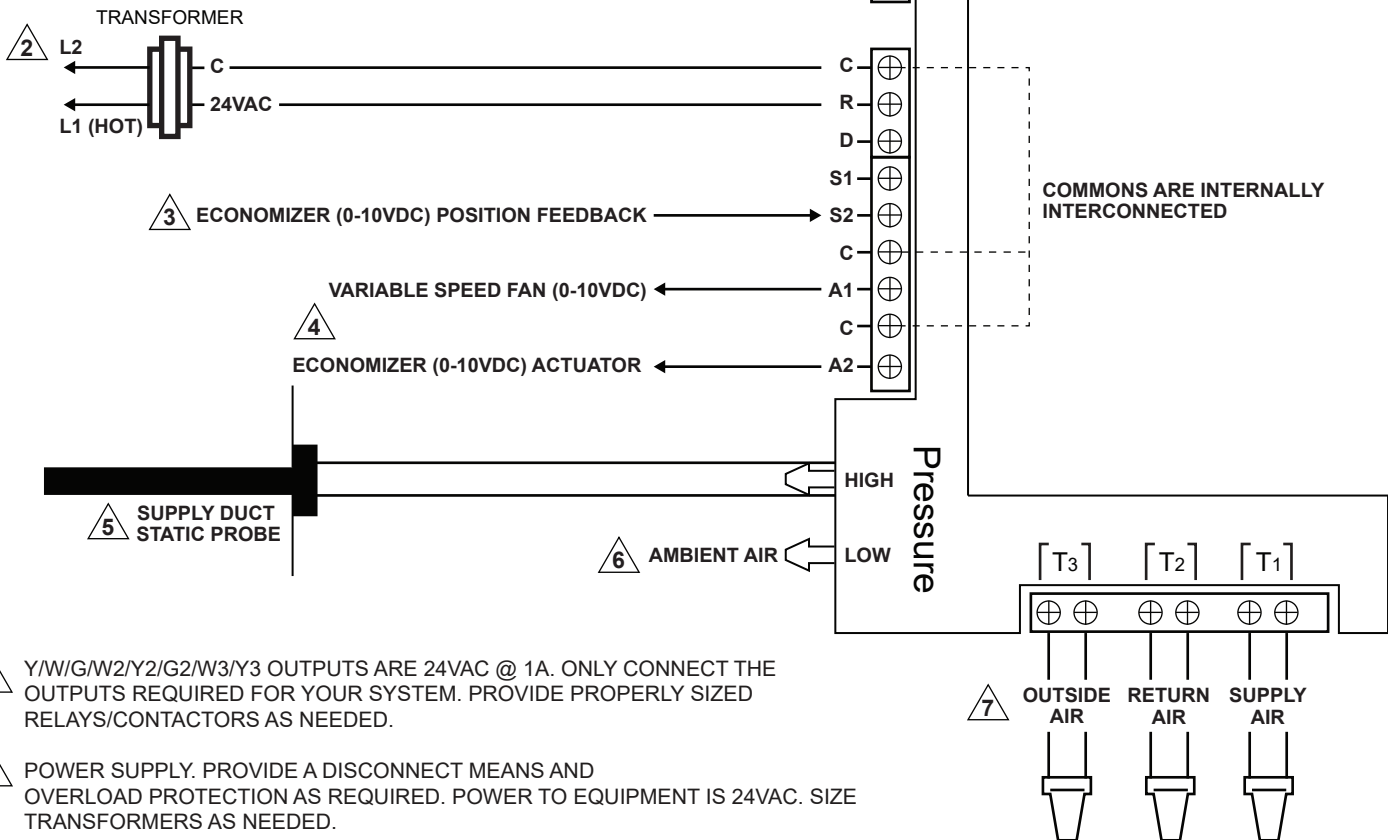 TRANSFORMER
2
L2
C
C
24VAC
R
L1 (HOT)
D
S1
COMMONS ARE INTERNALLY
INTERCONNECTED
3
ECONOMIZER (0-10VDC) POSITION FEEDBACK
S2
C
VARIABLE SPEED FAN (0-10VDC)
A1
4
C
ECONOMIZER (0-10VDC) ACTUATOR
A2
Pressure
HIGH
5
SUPPLY DUCT
STATIC PROBE
6
AMBIENT AIR
LOW
T3
T2
T1
Y/W/G/W2/Y2/G2/W3/Y3 OUTPUTS ARE 24VAC @ 1A. ONLY CONNECT THE
OUTPUTS REQUIRED FOR YOUR SYSTEM. PROVIDE PROPERLY SIZED
RELAYS/CONTACTORS AS NEEDED.
7
OUTSIDE
AIR
RETURN
AIR
SUPPLY
AIR
POWER SUPPLY. PROVIDE A DISCONNECT MEANS AND
OVERLOAD PROTECTION AS REQUIRED. POWER TO EQUIPMENT IS 24VAC. SIZE
TRANSFORMERS AS NEEDED.